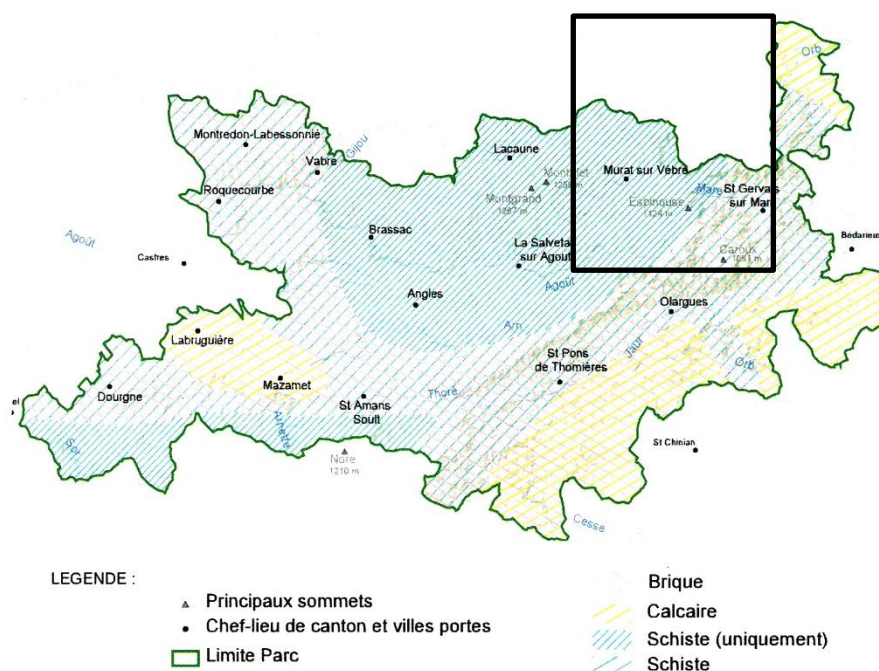 Orb
Montredon-Labessonnié
Gijou
Vabre
Lacaune
Montalet
1259 m
Montgrand
1267 m
Murat sur Vèbre
Mare
St Gervais
sur Mare
Roquecourbe
Espinouse
1124 m
Agoût
Brassac
Castres
La Salvetat
sur Agout
Agoût
Caroux
1091 m
Bédarieux
Angles
Arn
Olargues
Labruguière
Jaur
Orb
St Pons
de Thomières
Mazamet
Dourgne
Thoré
St Amans
Soult
Arnette
Sor
Nore
1210 m
St Chinian
Cesse
LEGENDE :
Principaux sommets
Chef-lieu de canton et villes portes
Limite Parc
Brique
Calcaire
Schiste (uniquement)
Schiste